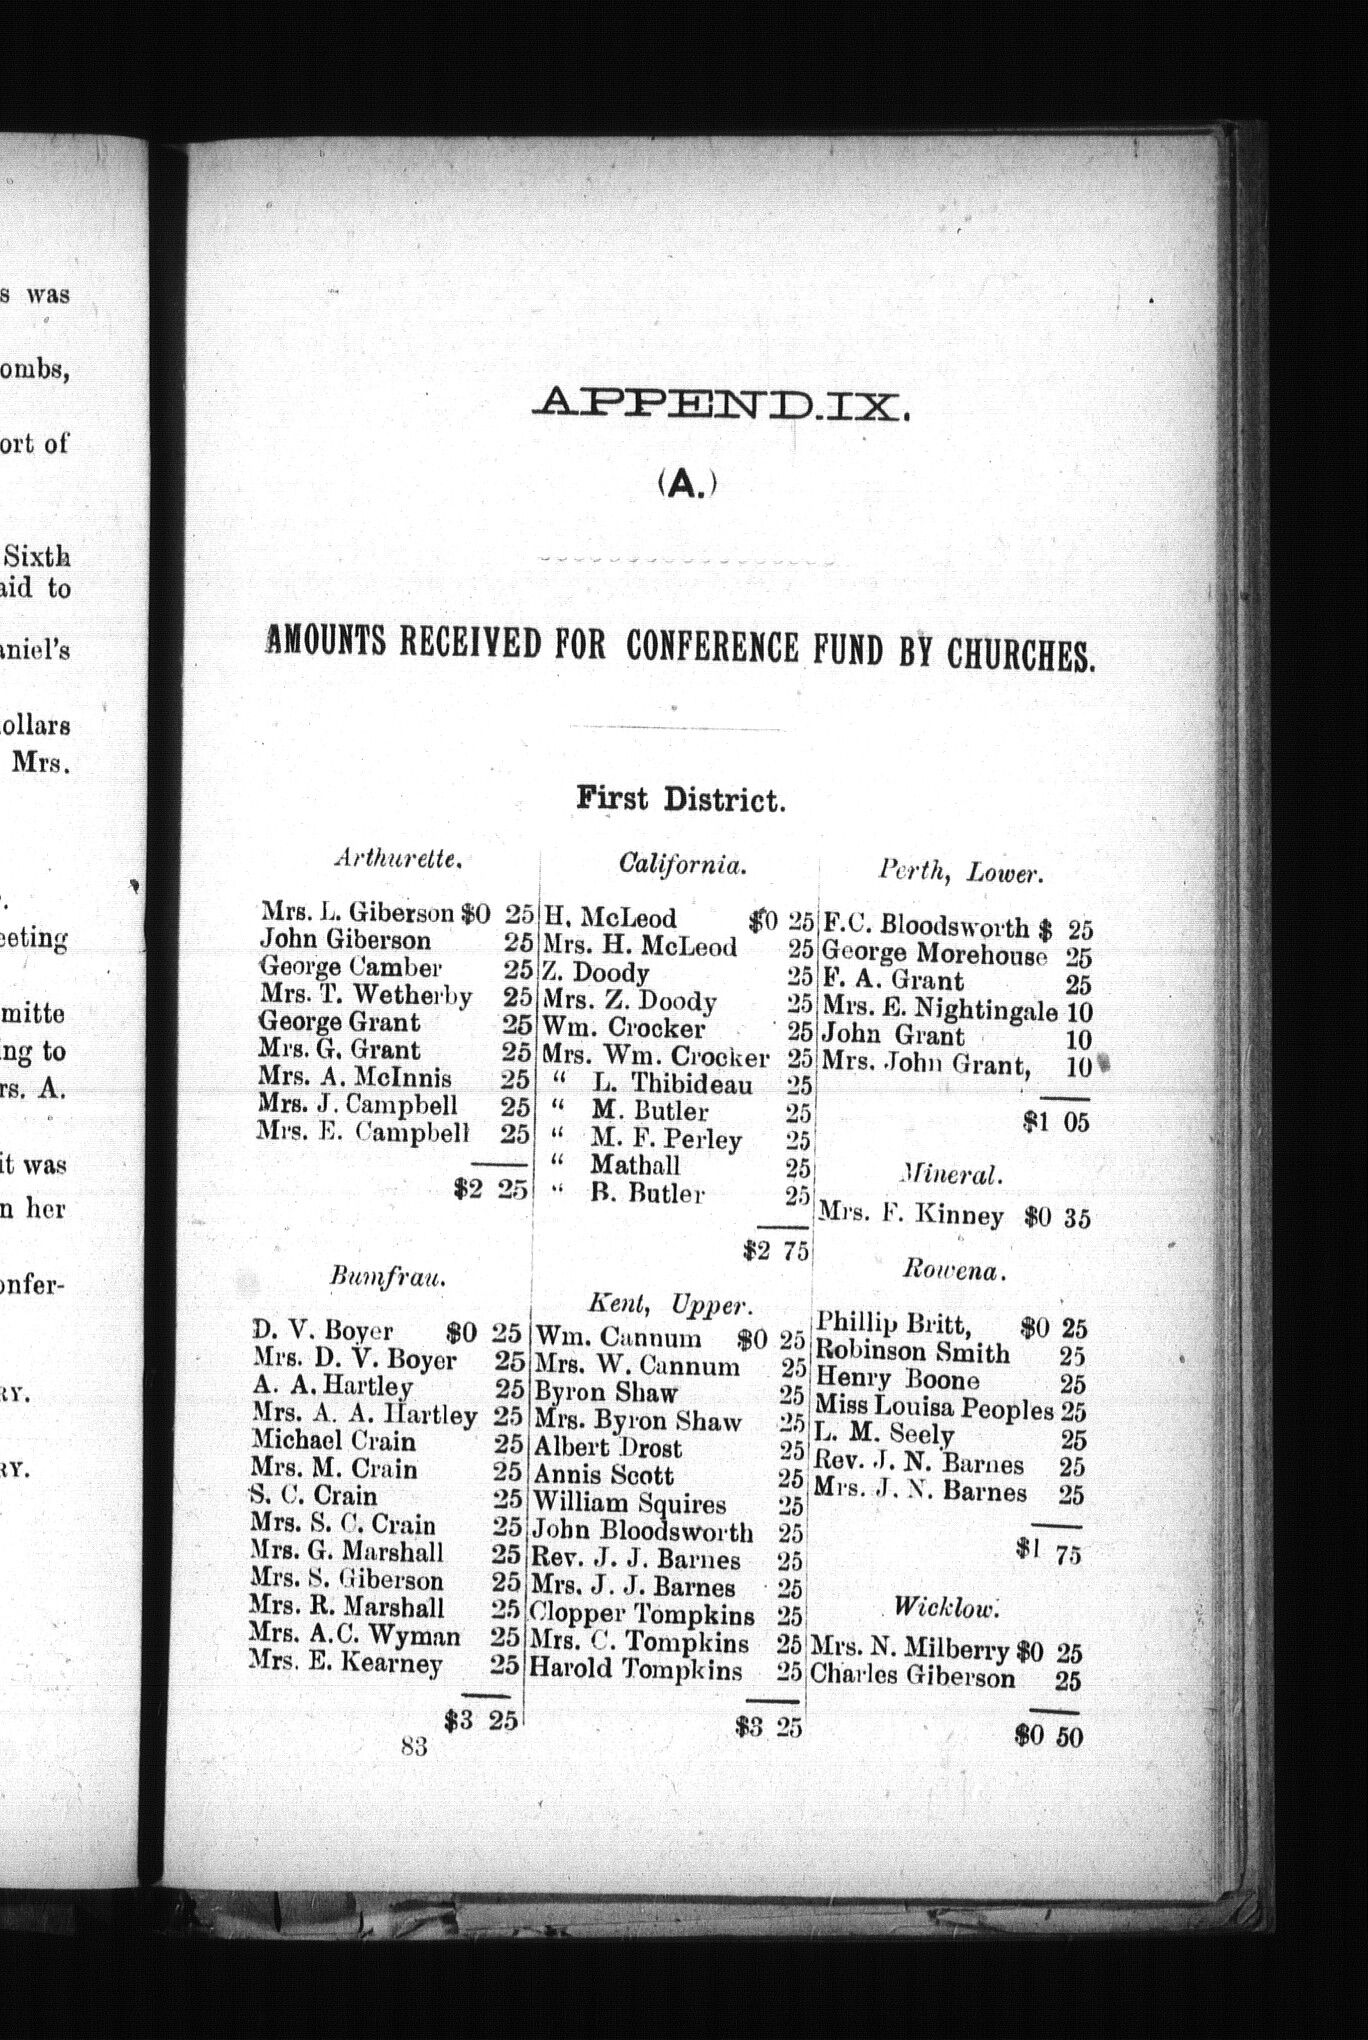 s was
ombs,
ort of
Sixth
aid to
aniel's
ollars
Mrs.
eeting
mitte
ing to
rs. A.
it was
n her
onfer-
RY.
RY.
APPEND.IX.
(A.)
AMOUNTS RECEIVED FOR CONFERENCE FUND BY CHURCHES.
First District.
Arthurette.
Mrs. L. Giberson $0 25
John Giberson 25
George Camber 25
Mrs. T. Wetherby 25
George Grant 25
Mrs. G. Grant 25
Mrs. A. McInnis 25
Mrs. J. Campbell 25
Mrs. E. Campbell 25
$2 25
Bumfrau.
D. V. Boyer $0 25
Mrs. D. V. Boyer 25
A. A. Hartley 25
Mrs. A. A. Hartley 25
Michael Crain 25
Mrs. M. Crain 25
S. C. Crain 25
Mrs. S. C. Crain 25
Mrs. G. Marshall 25
Mrs. S. Giberson 25
Mrs. R. Marshall 25
Mrs. A.C. Wyman 25
Mrs. E. Kearney 25
$3 25
California.
H. McLeod $0 25
Mrs. H. McLeod 25
Z. Doody 25
Mrs. Z. Doody 25
Wm. Crocker 25
Mrs. Wm. Crocker 25
“ L. Thibideau 25
“ M. Butler 25
“ M. F. Perley 25
“ Mathall 25
“ B. Butler 25
$2 75
Kent, Upper.
Wm. Cannum $0 25
Mrs. W. Cannum 25
Byron Shaw 25
Mrs. Byron Shaw 25
Albert Drost 25
Annis Scott 25
William Squires 25
John Bloodsworth 25
Rev. J. J. Barnes 25
Mrs. J. J. Barnes 25
Clopper Tompkins 25
Mrs. C. Tompkins 25
Harold Tompkins 25
$3 25
Perth, Lower.
F.C. Bloodsworth $ 25
George Morehouse 25
F. A. Grant 25
Mrs. E. Nightingale 10
John Grant 10
Mrs. John Grant, 10
$1 05
Mineral.
Mrs. F. Kinney $0 35
Rowena.
Phillip Britt, $0 25
Robinson Smith 25
Henry Boone 25
Miss Louisa Peoples 25
L. M. Seely 25
Rev. J. N. Barnes 25
Mrs. J. N. Barnes 25
$1 75
Wicklow.
Mrs. N. Milberry $0 25
Charles Giberson 25
$0 50
83